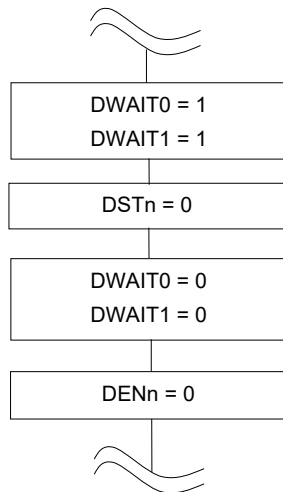 DWAIT0 = 1
DWAIT1 = 1
DSTn = 0
DWAIT0 = 0
DWAIT1 = 0
DENn = 0